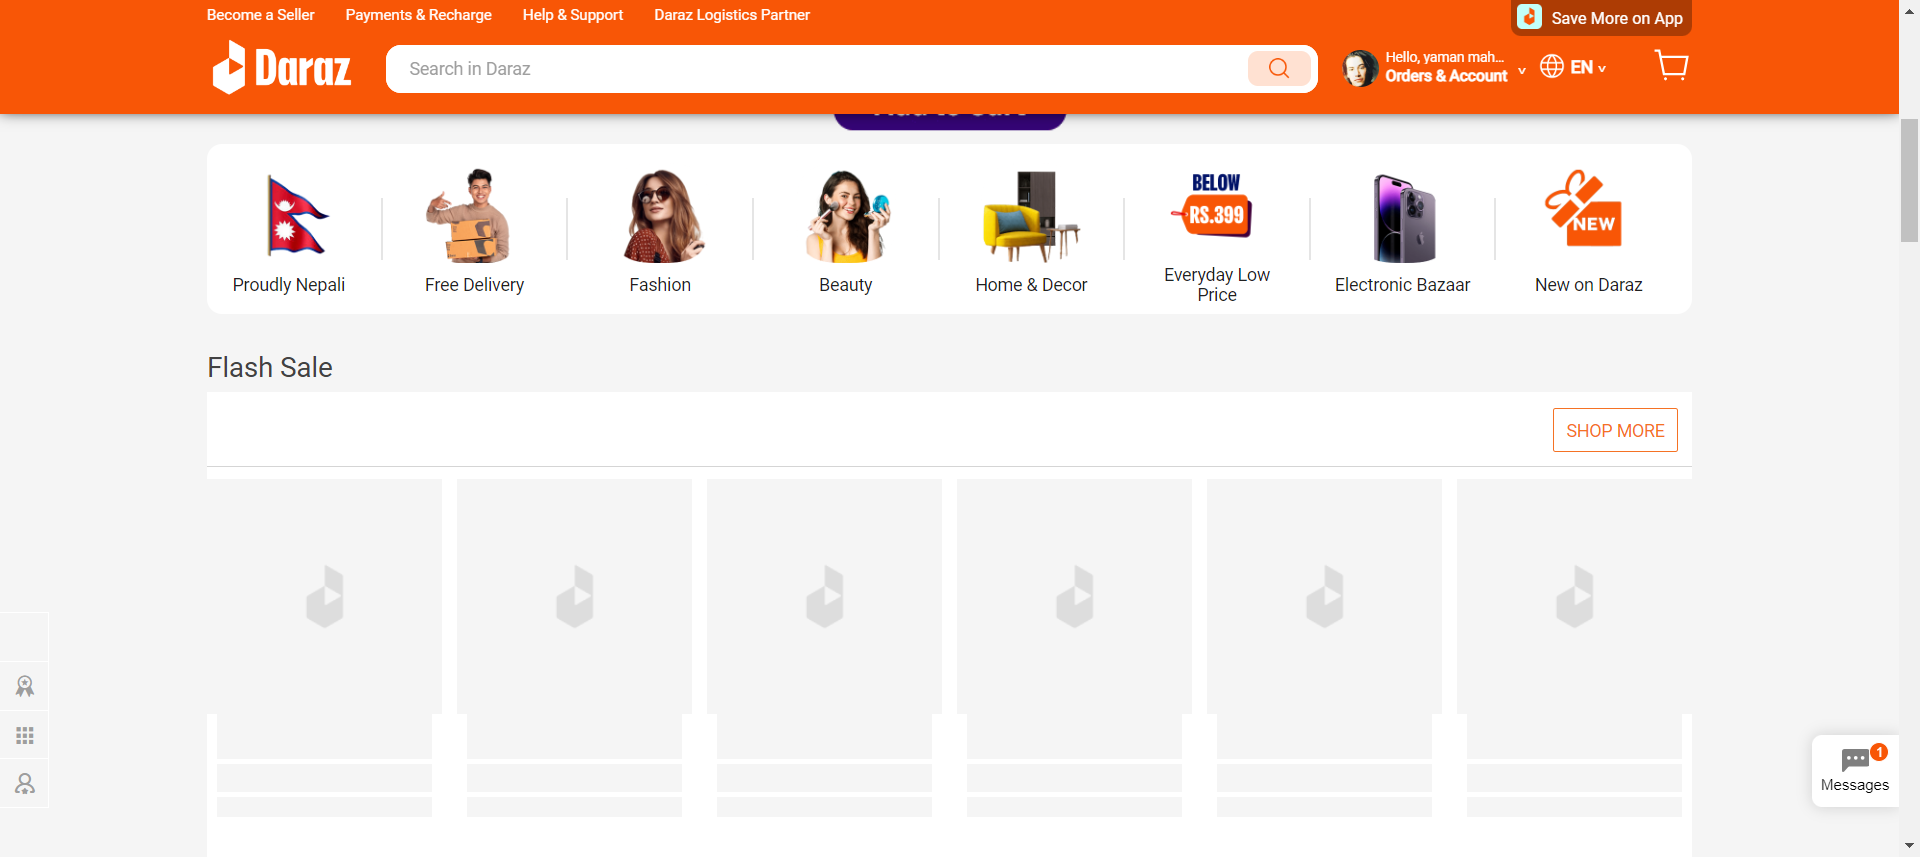 Become a Seller
Payments & Recharge
Help & Support
Daraz Logistics Partner
Save More on App
Daraz
Search in Daraz
Hello, yaman mah...
Orders & Account
EN
BELOW
RS.399
NEW
Proudly Nepali
Free Delivery
Fashion
Beauty
Home & Decor
Everyday Low
Price
Electronic Bazaar
New on Daraz
Flash Sale
SHOP MORE
1
Messages